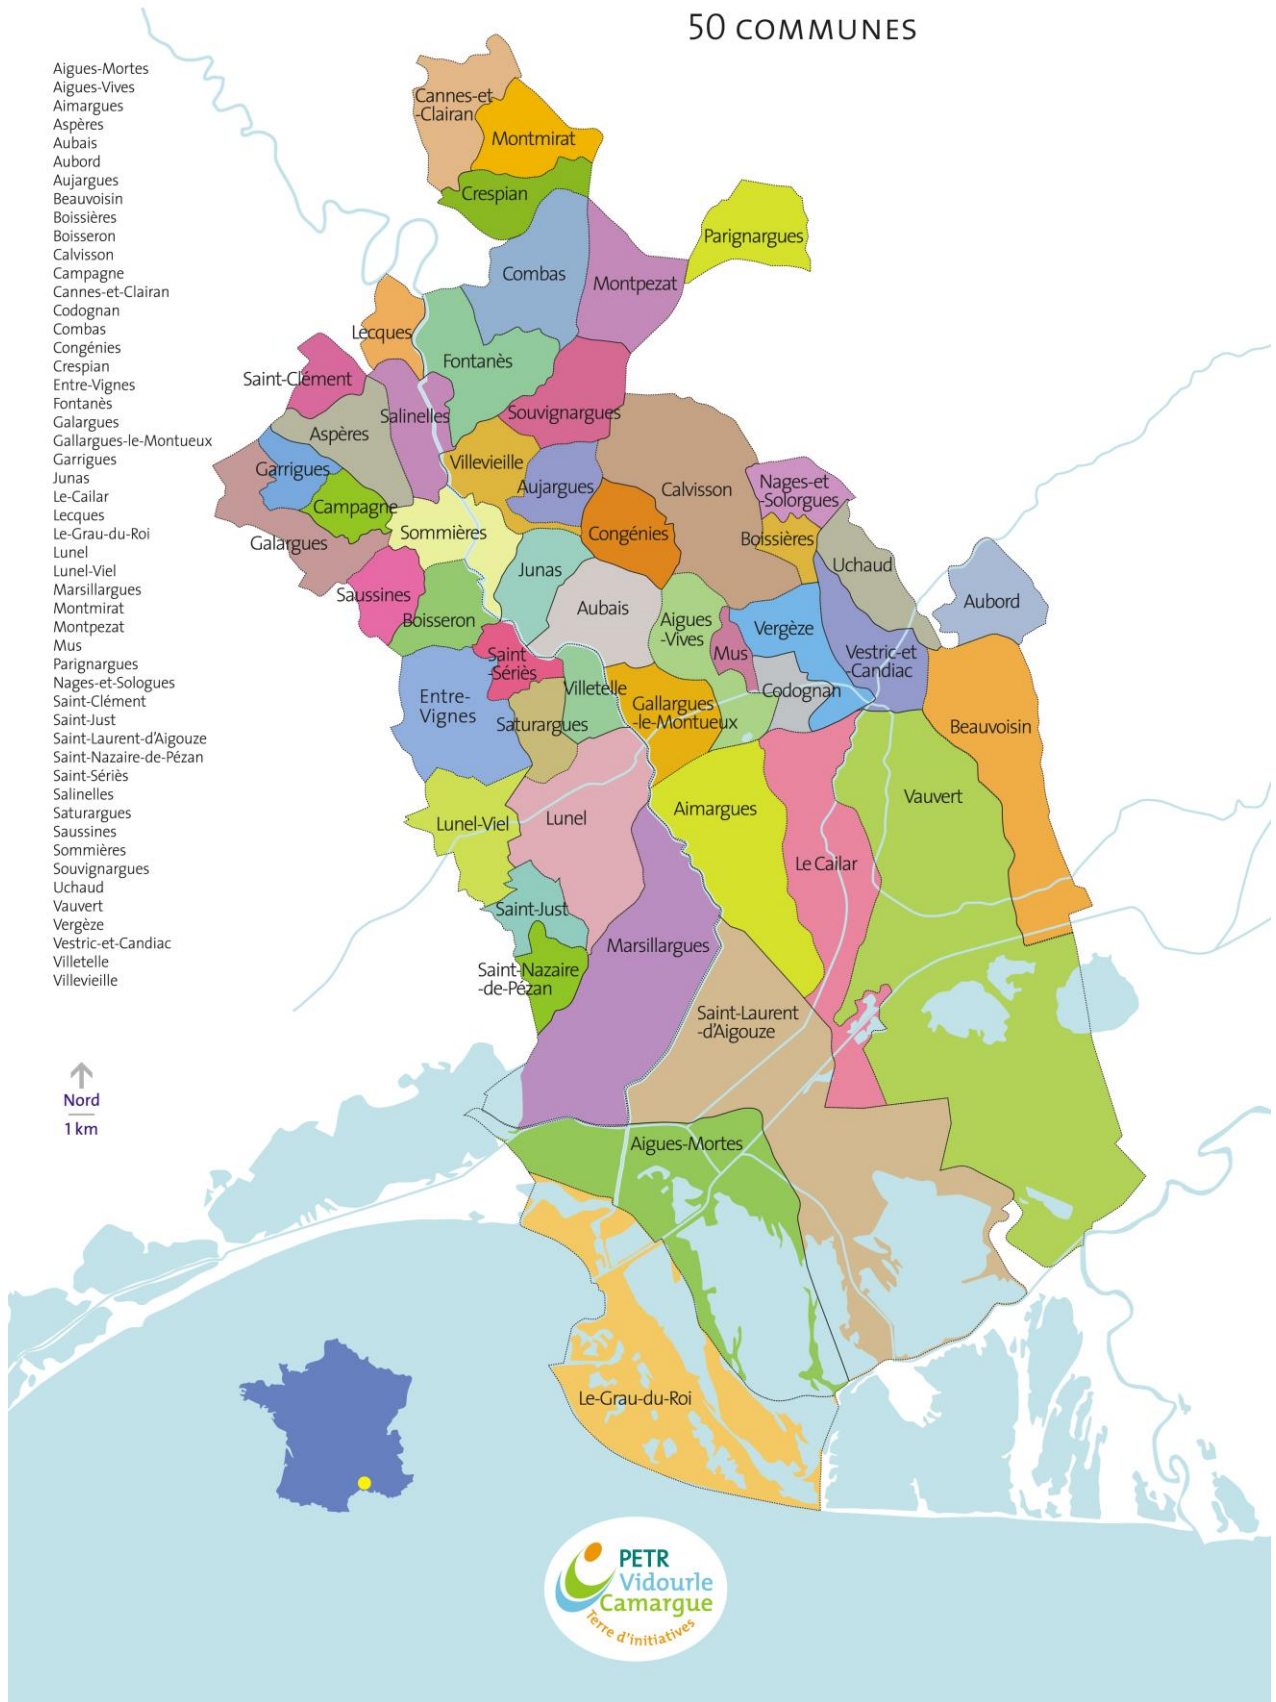 50 COMMUNES
Aigues-Mortes
Aigues-Vives
Aimargues
Aspères
Aubais
Aubord
Aujargues
Beauvoisin
Boissières
Boisseron
Calvisson
Campagne
Cannes-et-Clairan
Codognan
Combas
Congénies
Crespian
Entre-Vignes
Fontanès
Galargues
Gallargues-le-Montueux
Garrigues
Junas
Le-Cailar
Lecques
Le-Grau-du-Roi
Lunel
Lunel-Viel
Marsillargues
Montmirat
Montpezat
Mus
Parignargues
Nages-et-Sologues
Saint-Clément
Saint-Just
Saint-Laurent-d'Aigouze
Saint-Nazaire-de-Pézan
Saint-Sériès
Salinelles
Saturargues
Saussines
Sommières
Souvignargues
Uchaud
Vauvert
Vergèze
Vestric-et-Candiac
Villetelle
Villevieille
Nord
1 km
Cannes-et
-Clairan
Montmirat
Crespian
Parignargues
Combas
Montpezat
Lecques
Fontanès
Saint-Clément
Salinelles
Souvignargues
Aspères
Garrigues
Villevieille
Aujargues
Calvisson
Nages-et
-Solorgues
Campagne
Sommières
Congénies
Boissières
Galargues
Uchaud
Junas
Saussines
Aubais
Aubord
Boisseron
Aigues
-Vives
Vergèze
Mus
Vestric-et
-Candiac
Saint
-Sériès
Villetelle
Codognan
Entre-
Vignes
Gallargues
-le-Montueux
Saturargues
Beauvoisin
Vauvert
Aimargues
Lunel-Viel
Lunel
Le Cailar
Saint-Just
Marsillargues
Saint-Nazaire
-de-Pézan
Saint-Laurent
-d'Aigouze
Aigues-Mortes
Le-Grau-du-Roi
PETR
Vidourle
Camargue
Terre d'initiatives